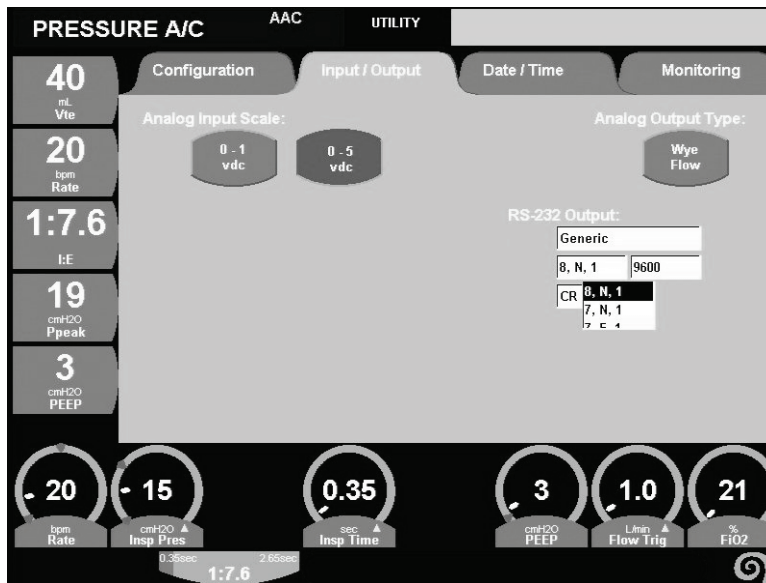 PRESSURE A/C
AAC
UTILITY
Configuration
Input / Output
Date / Time
Monitoring
40
mL
Vte
20
bpm
Rate
1:7.6
I:E
19
cmH2O
Ppeak
3
cmH2O
PEEP
Analog Input Scale:
0 - 1
vdc
0 - 5
vdc
Analog Output Type:
Wye
Flow
RS-232 Output:
Generic
8, N, 1
9600
CR
8, N, 1
7, N, 1
20
bpm
Rate
15
cmH2O
Insp Pres
0.35
sec
Insp Time
3
cmH2O
PEEP
1.0
L/min
Flow Trig
21
%
FiO2
0.35sec
2.65sec
1:7.6